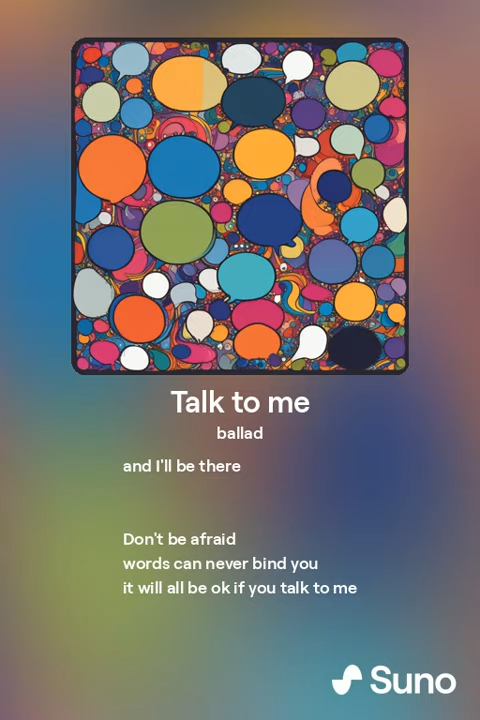 Talk to me
ballad
and I'll be there
Don't be afraid
words can never bind you
it will all be ok if you talk to me
Suno